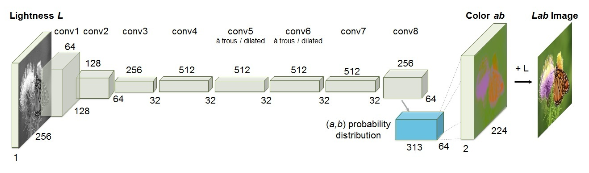 Lightness L
conv1
conv2
conv3
conv4
conv5
à trous / dilated
conv6
à trous / dilated
conv7
conv8
Color ab
Lab Image
64
128
256
512
512
512
512
256
+ L
128
64
32
32
32
32
32
64
256
1
(a,b) probability
distribution
313
64
2
224